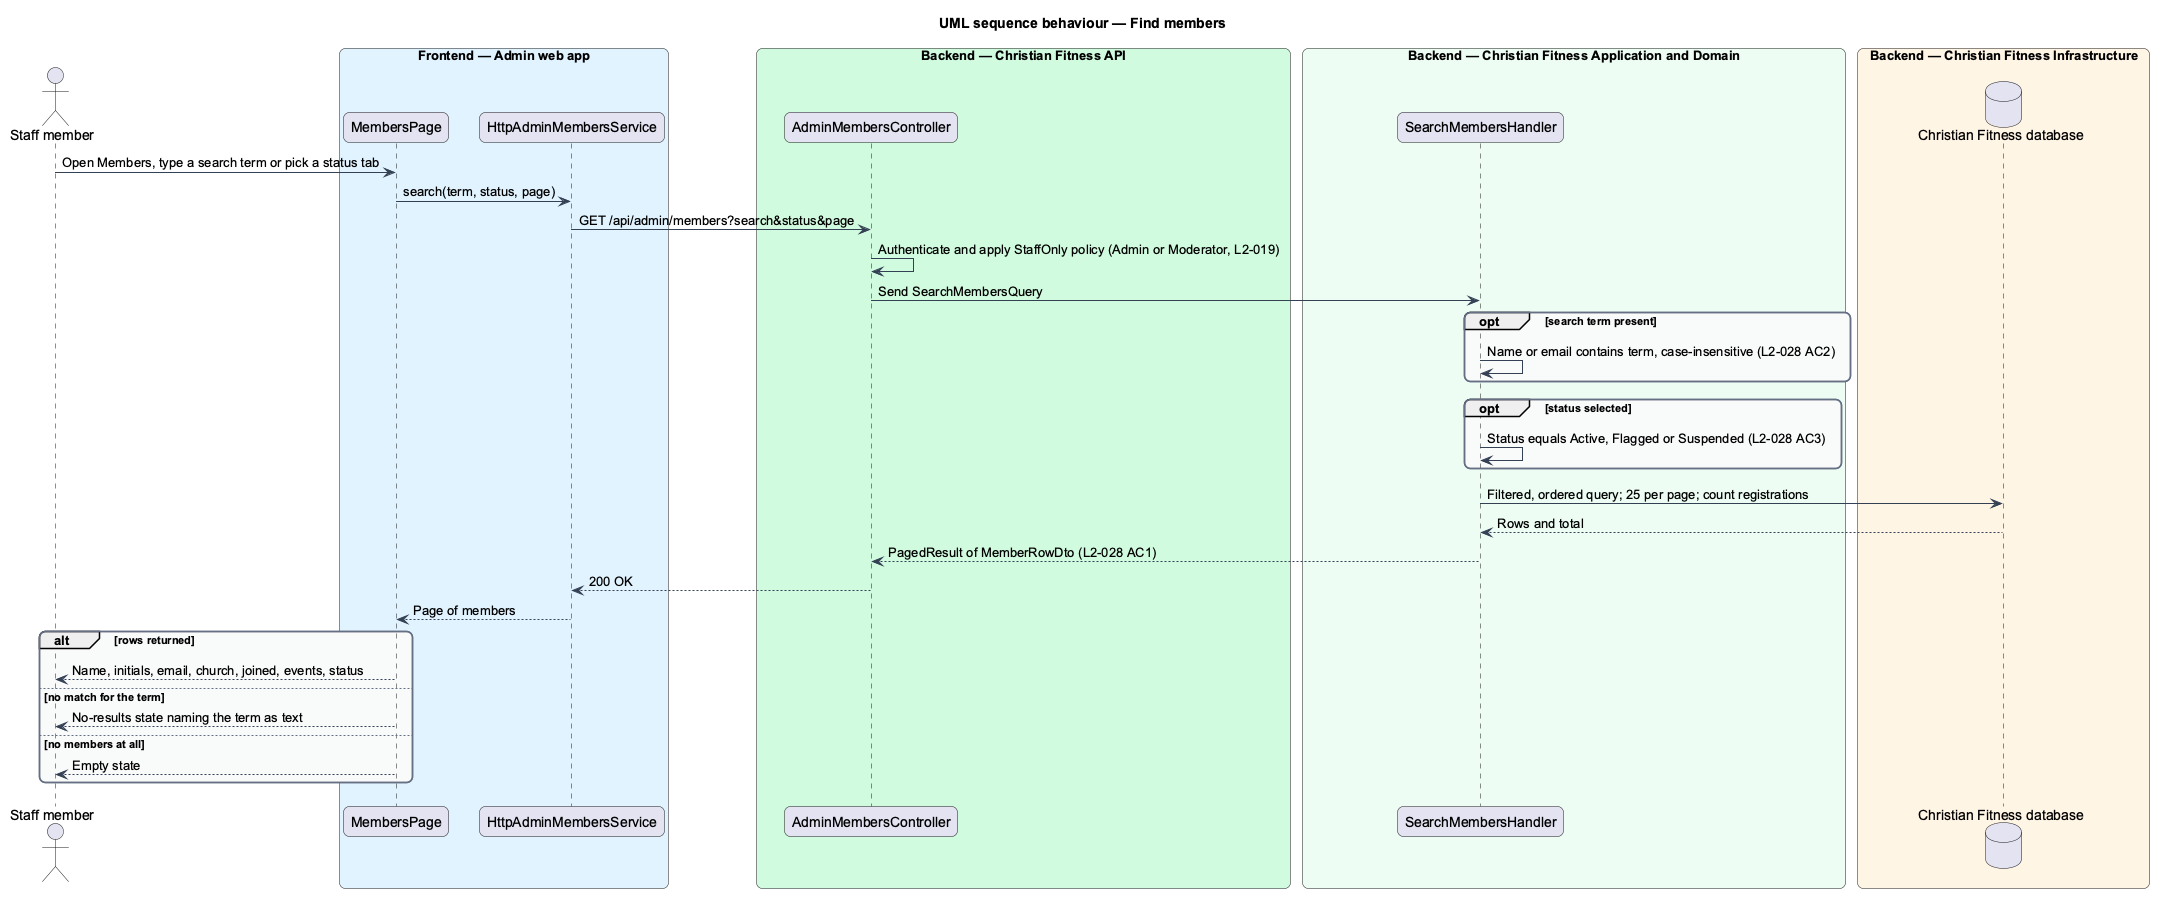 UML sequence behaviour — Find members
Frontend — Admin web app
Backend — Christian Fitness API
Backend — Christian Fitness Application and Domain
Backend — Christian Fitness Infrastructure
Staff member
MembersPage
HttpAdminMembersService
AdminMembersController
SearchMembersHandler
Christian Fitness database
Open Members, type a search term or pick a status tab
search(term, status, page)
GET /api/admin/members?search&status&page
Authenticate and apply StaffOnly policy (Admin or Moderator, L2-019)
Send SearchMembersQuery
opt [search term present]
Name or email contains term, case-insensitive (L2-028 AC2)
opt [status selected]
Status equals Active, Flagged or Suspended (L2-028 AC3)
Filtered, ordered query; 25 per page; count registrations
Rows and total
PagedResult of MemberRowDto (L2-028 AC1)
200 OK
Page of members
alt [rows returned]
Name, initials, email, church, joined, events, status
[no match for the term]
No-results state naming the term as text
[no members at all]
Empty state
Staff member
MembersPage
HttpAdminMembersService
AdminMembersController
SearchMembersHandler
Christian Fitness database